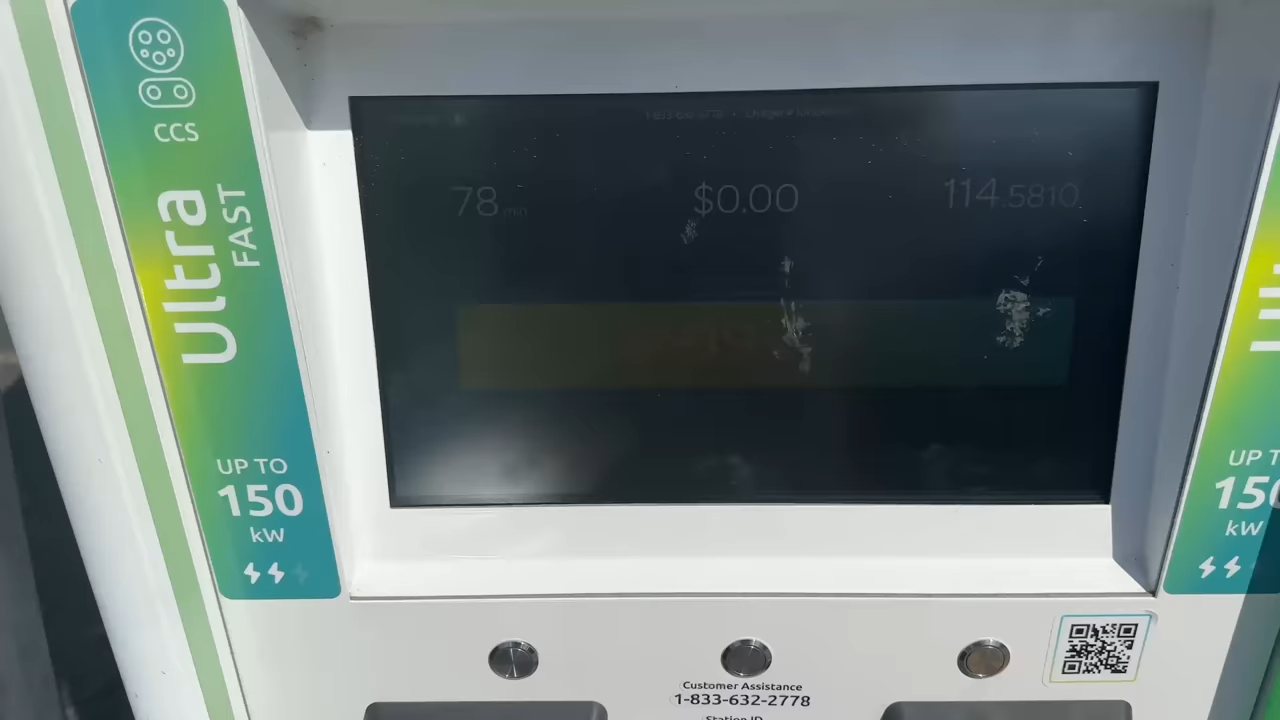 CCS
Ultra
FAST
UP TO
150
kW
78 min
$0.00
114.5810
UP T
150
kW
Customer Assistance
1-833-632-2778
Station ID